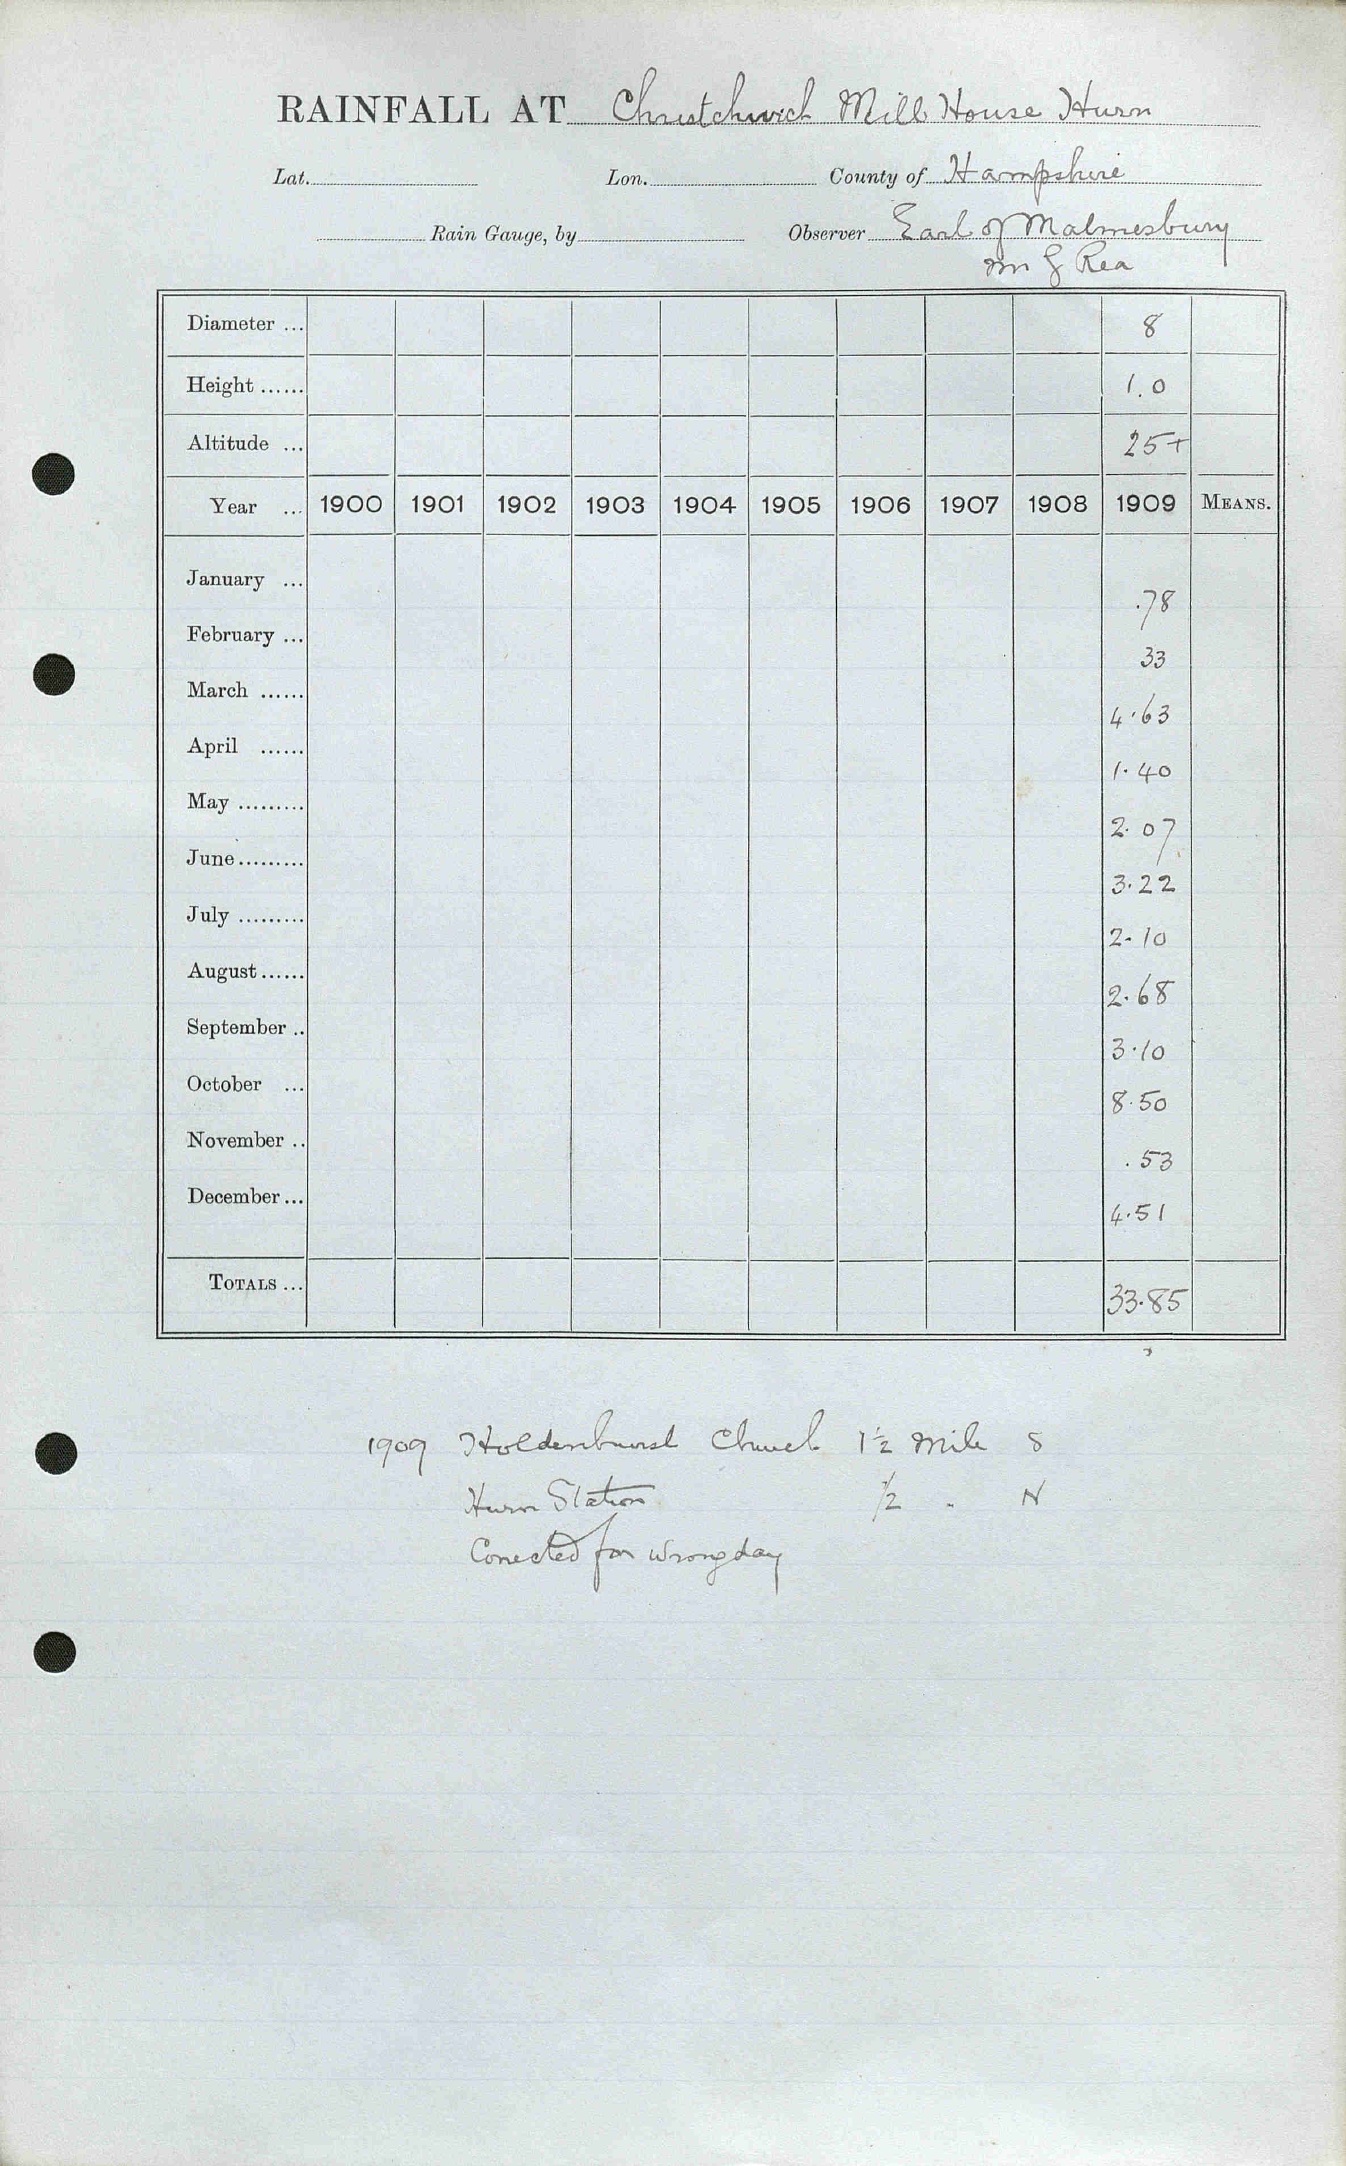 RAINFALL AT Christchurch Mill House Hurn
Lat. Lon. County of Hampshire
Rain Gauge, by Observer Earl of Malmesbury
Mr G Rea
Diameter ... 8
Height ...... 1.0
Altitude ... 25+
Year ... 1900 1901 1902 1903 1904 1905 1906 1907 1908 1909 MEANS.
January ... .78
February ... 33
March ...... 4.63
April ...... 1.40
May ......... 2.07
June ......... 3.22
July ......... 2.10
August ...... 2.68
September .. 3.10
October ... 8.50
November .. .53
December ... 4.51
TOTALS ... 33.85
1909 Holdenhurst Church 1½ Mile S
Hurn Station ½ " N
Corrected for wrong day